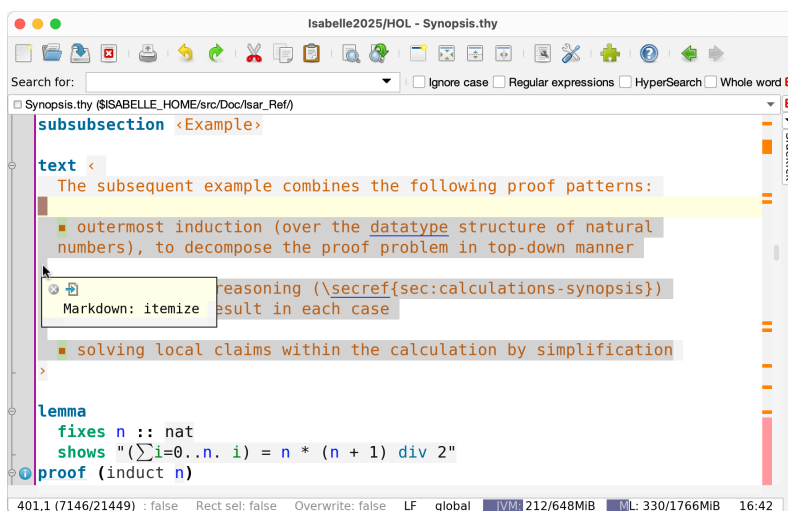 Isabelle2025/HOL - Synopsis.thy
Search for: Ignore case Regular expressions HyperSearch Whole word
Synopsis.thy ($ISABELLE_HOME/src/Doc/Isar_Ref/)
subsubsection ‹Example›
text ‹
The subsequent example combines the following proof patterns:
▪ outermost induction (over the datatype structure of natural
numbers), to decompose the proof problem in top-down manner
reasoning (\secref{sec:calculations-synopsis})
Markdown: itemize esult in each case
▪ solving local claims within the calculation by simplification
›
lemma
fixes n :: nat
shows "(∑i=0..n. i) = n * (n + 1) div 2"
proof (induct n)
401,1 (7146/21449) : false Rect sel: false Overwrite: false LF global JVM: 212/648MiB ML: 330/1766MiB 16:42